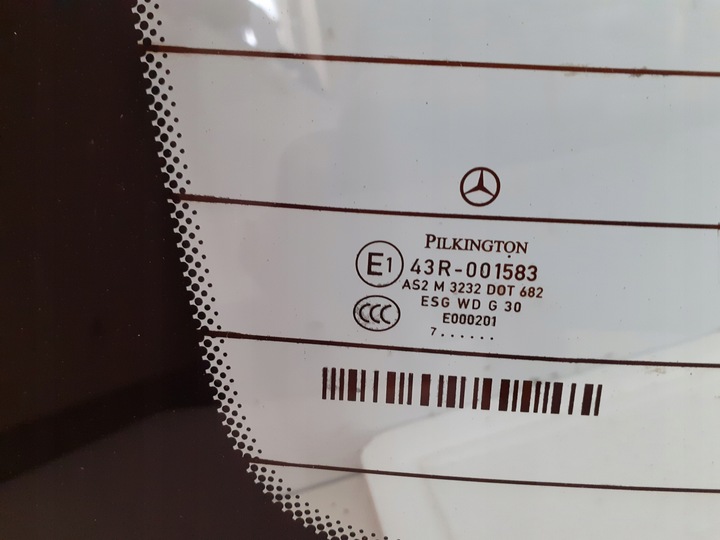 PILKINGTON
E1 43R-001583
AS2 M 3232 DOT 682
CCC ESG WD G 30
E000201
7......